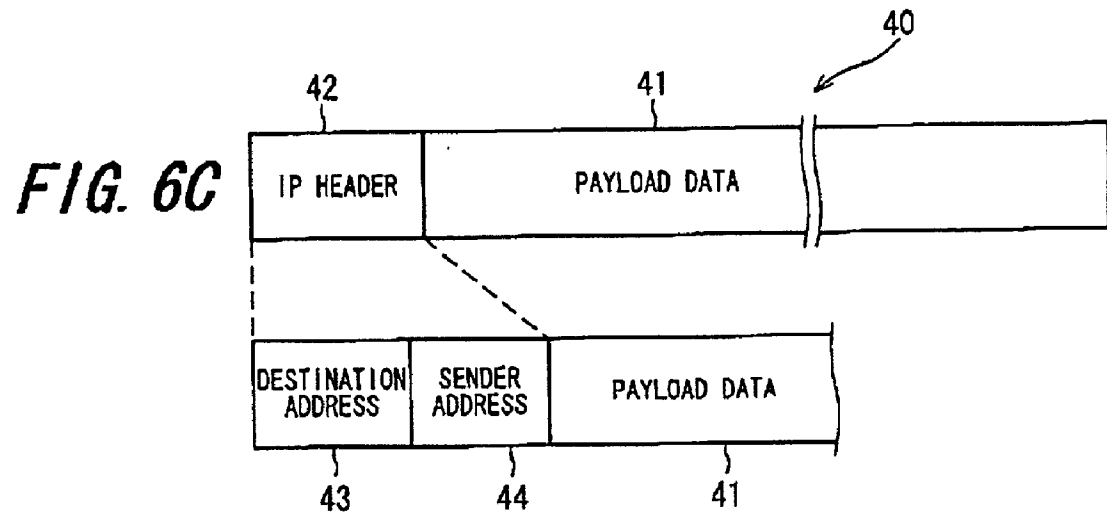 40
42
41
FIG. 6C
IP HEADER
PAYLOAD DATA
DESTINATION
ADDRESS
SENDER
ADDRESS
PAYLOAD DATA
43
44
41